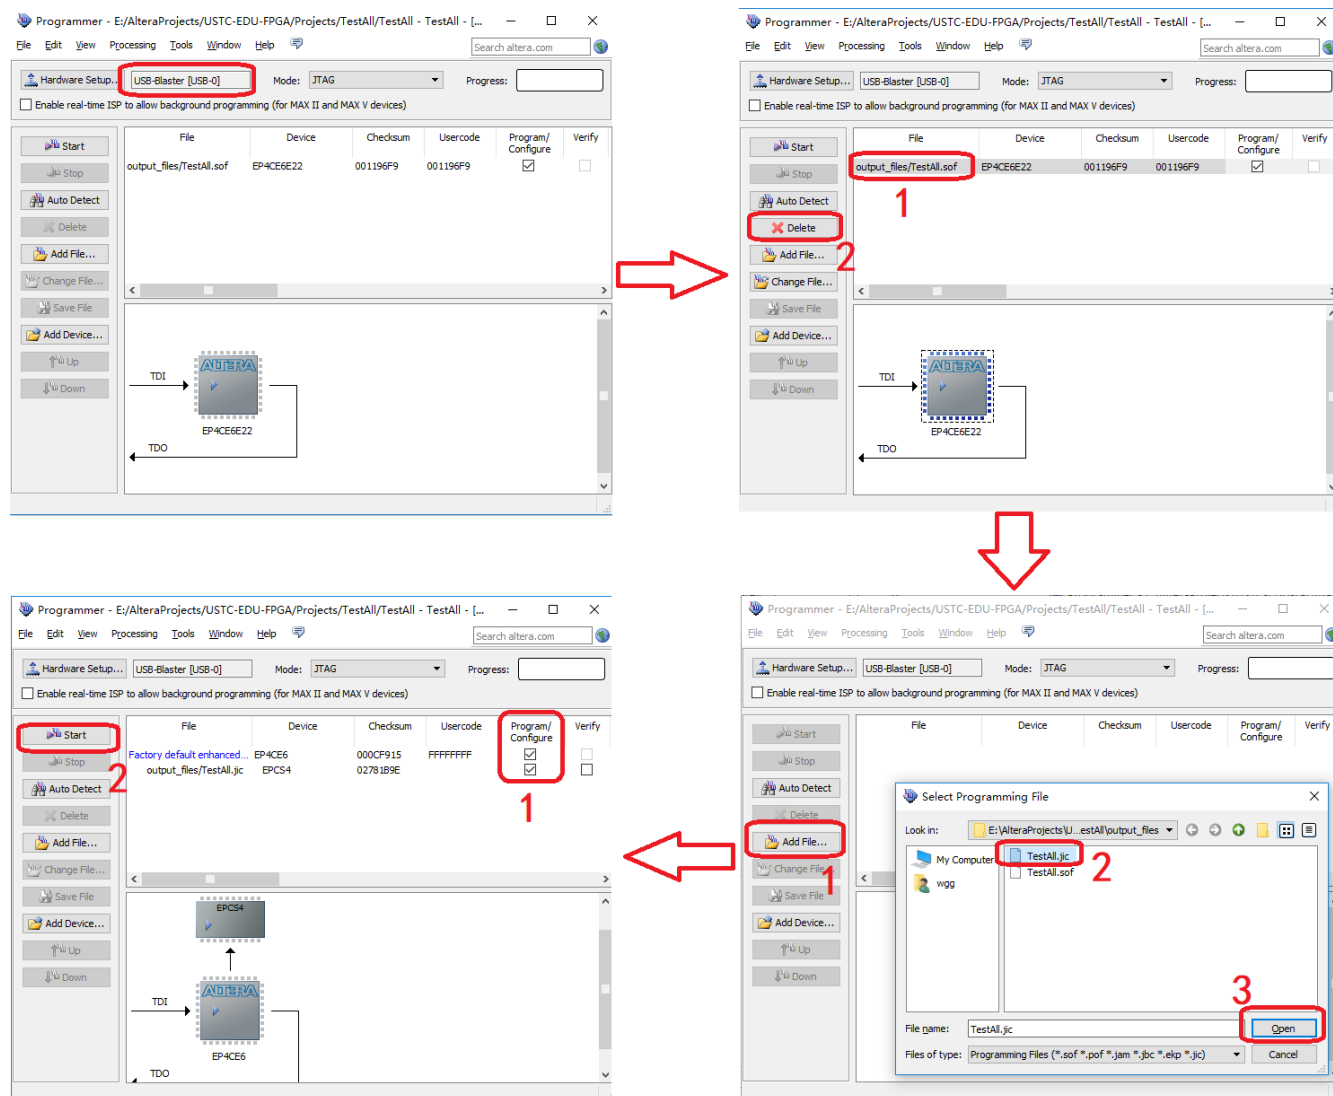 Programmer - E:/AlteraProjects/USTC-EDU-FPGA/Projects/TestAll/TestAll - TestAll - [...
File Edit View Processing Tools Window Help
Search altera.com
Hardware Setup... USB-Blaster [USB-0] Mode: JTAG Progress:
Enable real-time ISP to allow background programming (for MAX II and MAX V devices)
Start
Stop
Auto Detect
Delete
Add File...
Change File...
Save File
Add Device...
Up
Down
File Device Checksum Usercode Program/ Verify
Configure
output_files/TestAll.sof EP4CE6E22 001196F9 001196F9
TDI
ALTERA
EP4CE6E22
TDO
Programmer - E:/AlteraProjects/USTC-EDU-FPGA/Projects/TestAll/TestAll - TestAll - [...
File Edit View Processing Tools Window Help
Search altera.com
Hardware Setup... USB-Blaster [USB-0] Mode: JTAG Progress:
Enable real-time ISP to allow background programming (for MAX II and MAX V devices)
Start
Stop
Auto Detect
Delete
2
Add File...
Change File...
Save File
Add Device...
Up
Down
File Device Checksum Usercode Program/ Verify
Configure
output_files/TestAll.sof EP4CE6E22 001196F9 001196F9
1
TDI
ALTERA
EP4CE6E22
TDO
Programmer - E:/AlteraProjects/USTC-EDU-FPGA/Projects/TestAll/TestAll - TestAll - [...
File Edit View Processing Tools Window Help
Search altera.com
Hardware Setup... USB-Blaster [USB-0] Mode: JTAG Progress:
Enable real-time ISP to allow background programming (for MAX II and MAX V devices)
Start
2
Stop
Auto Detect
Delete
Add File...
Change File...
Save File
Add Device...
Up
Down
File Device Checksum Usercode Program/ Verify
Configure
Factory default enhanced... EP4CE6 000CF915 FFFFFFFF
output_files/TestAll.jic EPCS4 02781B9E
1
EPCS4
TDI
ALTERA
EP4CE6
TDO
Programmer - E:/AlteraProjects/USTC-EDU-FPGA/Projects/TestAll/TestAll - TestAll - [...
File Edit View Processing Tools Window Help
Search altera.com
Hardware Setup... USB-Blaster [USB-0] Mode: JTAG Progress:
Enable real-time ISP to allow background programming (for MAX II and MAX V devices)
Start
Stop
Auto Detect
Delete
Add File...
1
Change File...
Save File
Add Device...
Up
Down
File Device Checksum Usercode Program/ Verify
Configure
Select Programming File
Look in: E:\AlteraProjects\U...estAll\output_files
My Computer
wgg
TestAll.jic
2
TestAll.sof
3
File name: TestAll.jic Open
Files of type: Programming Files (*.sof *.pof *.jam *.jbc *.ekp *.jic) Cancel